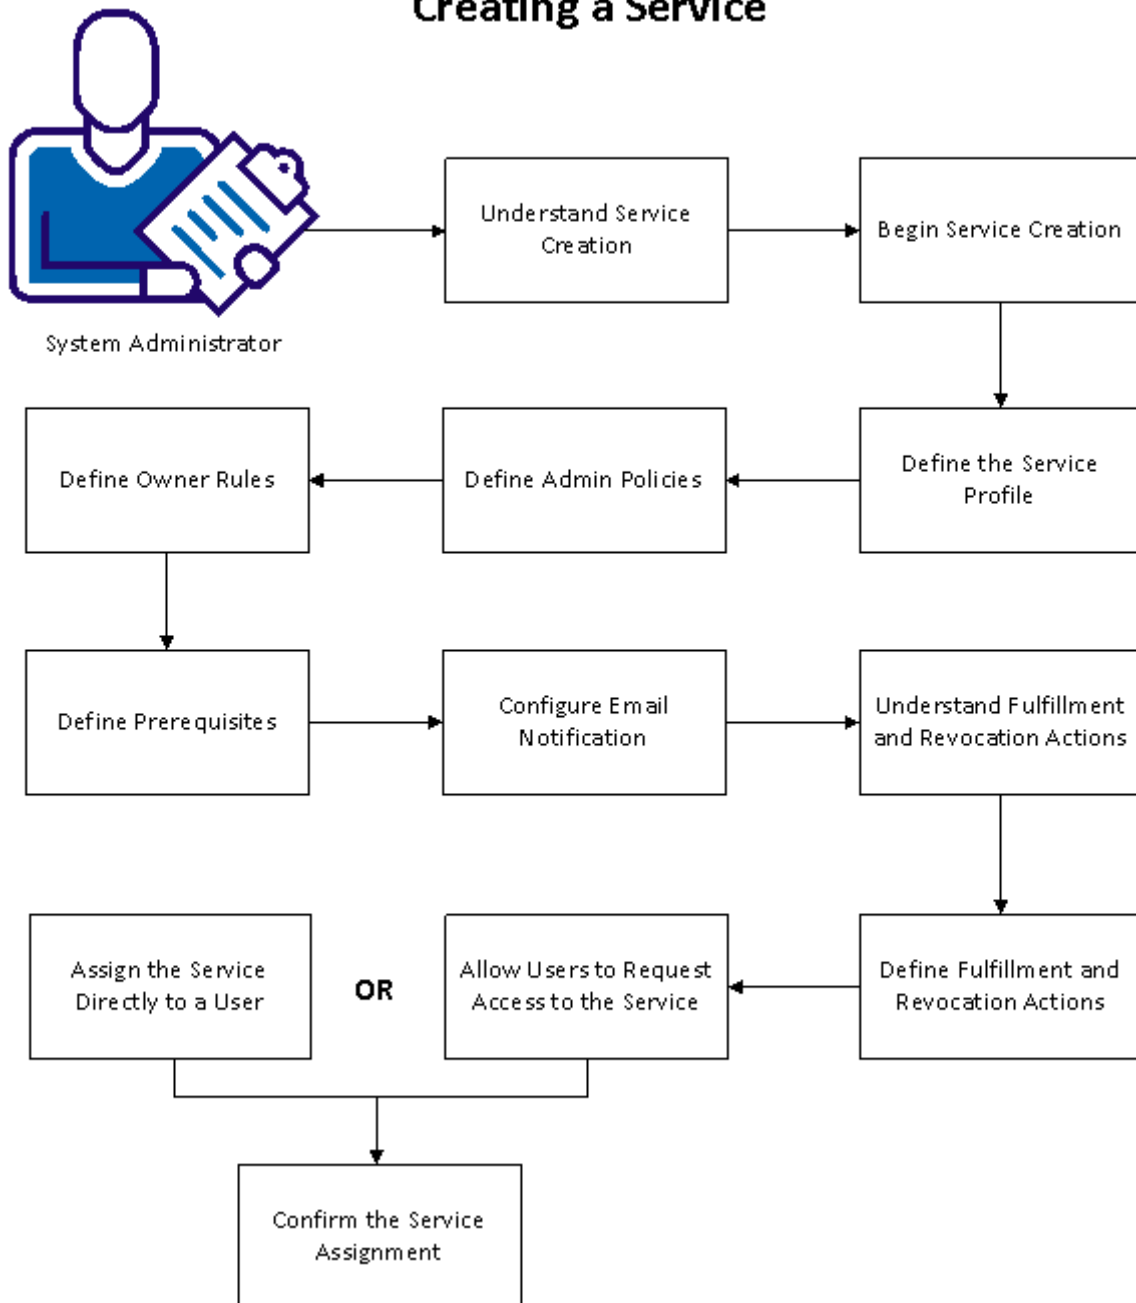 Creating a Service
Understand Service
Creation
Begin Service Creation
System Administrator
Define Owner Rules
Define Admin Policies
Define the Service
Profile
Define Prerequisites
Configure Email
Notification
Understand Fulfillment
and Revocation Actions
Assign the Service
Directly to a User
OR
Allow Users to Request
Access to the Service
Define Fulfillment and
Revocation Actions
Confirm the Service
Assignment